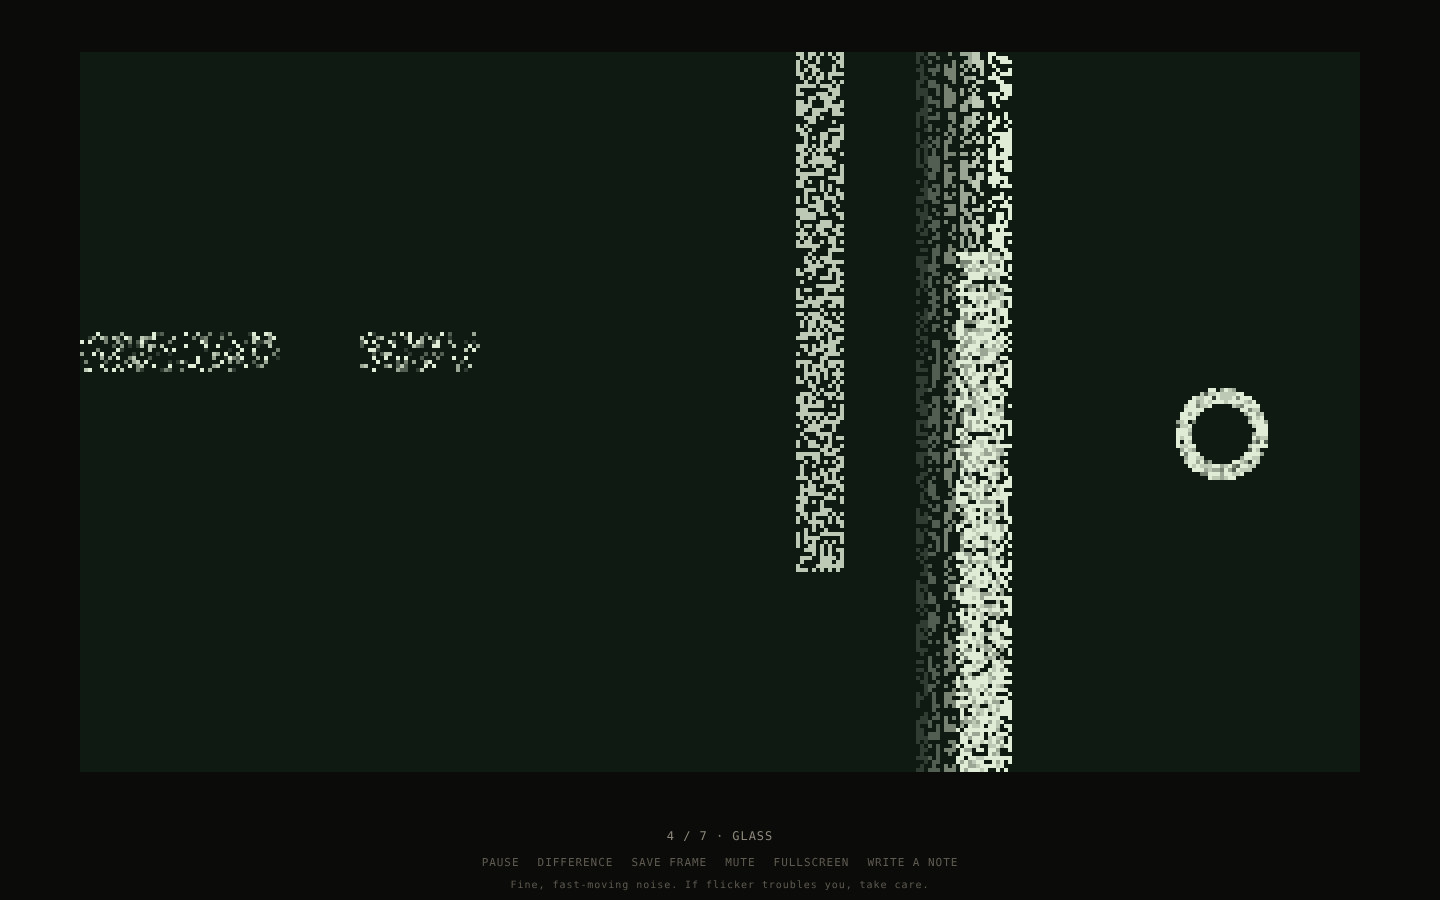 4 / 7 · GLASS
PAUSE DIFFERENCE SAVE FRAME MUTE FULLSCREEN WRITE A NOTE
Fine, fast-moving noise. If flicker troubles you, take care.